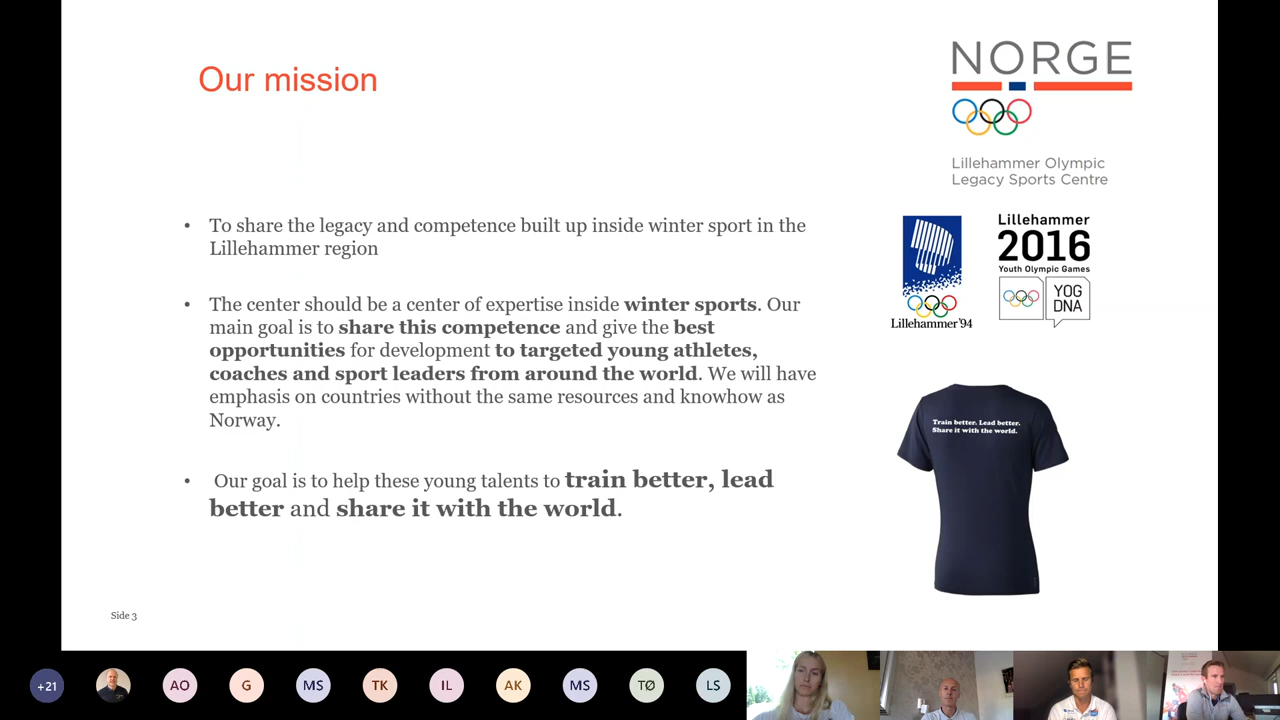 Our mission
NORGE
Lillehammer Olympic
Legacy Sports Centre
• To share the legacy and competence built up inside winter sport in the
Lillehammer region
Lillehammer
2016
Youth Olympic Games
YOG
DNA
Lillehammer'94
• The center should be a center of expertise inside winter sports. Our
main goal is to share this competence and give the best
opportunities for development to targeted young athletes,
coaches and sport leaders from around the world. We will have
emphasis on countries without the same resources and knowhow as
Norway.
Train better. Lead better.
Share it with the world.
• Our goal is to help these young talents to train better, lead
better and share it with the world.
Side 3
+21
AO
G
MS
TK
IL
AK
MS
TØ
LS